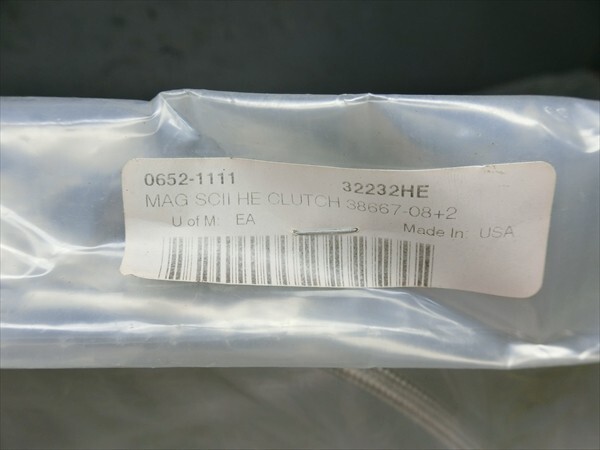 0652-1111 32232HE
MAG SCII HE CLUTCH 38667-08+2
U of M: EA Made In: USA